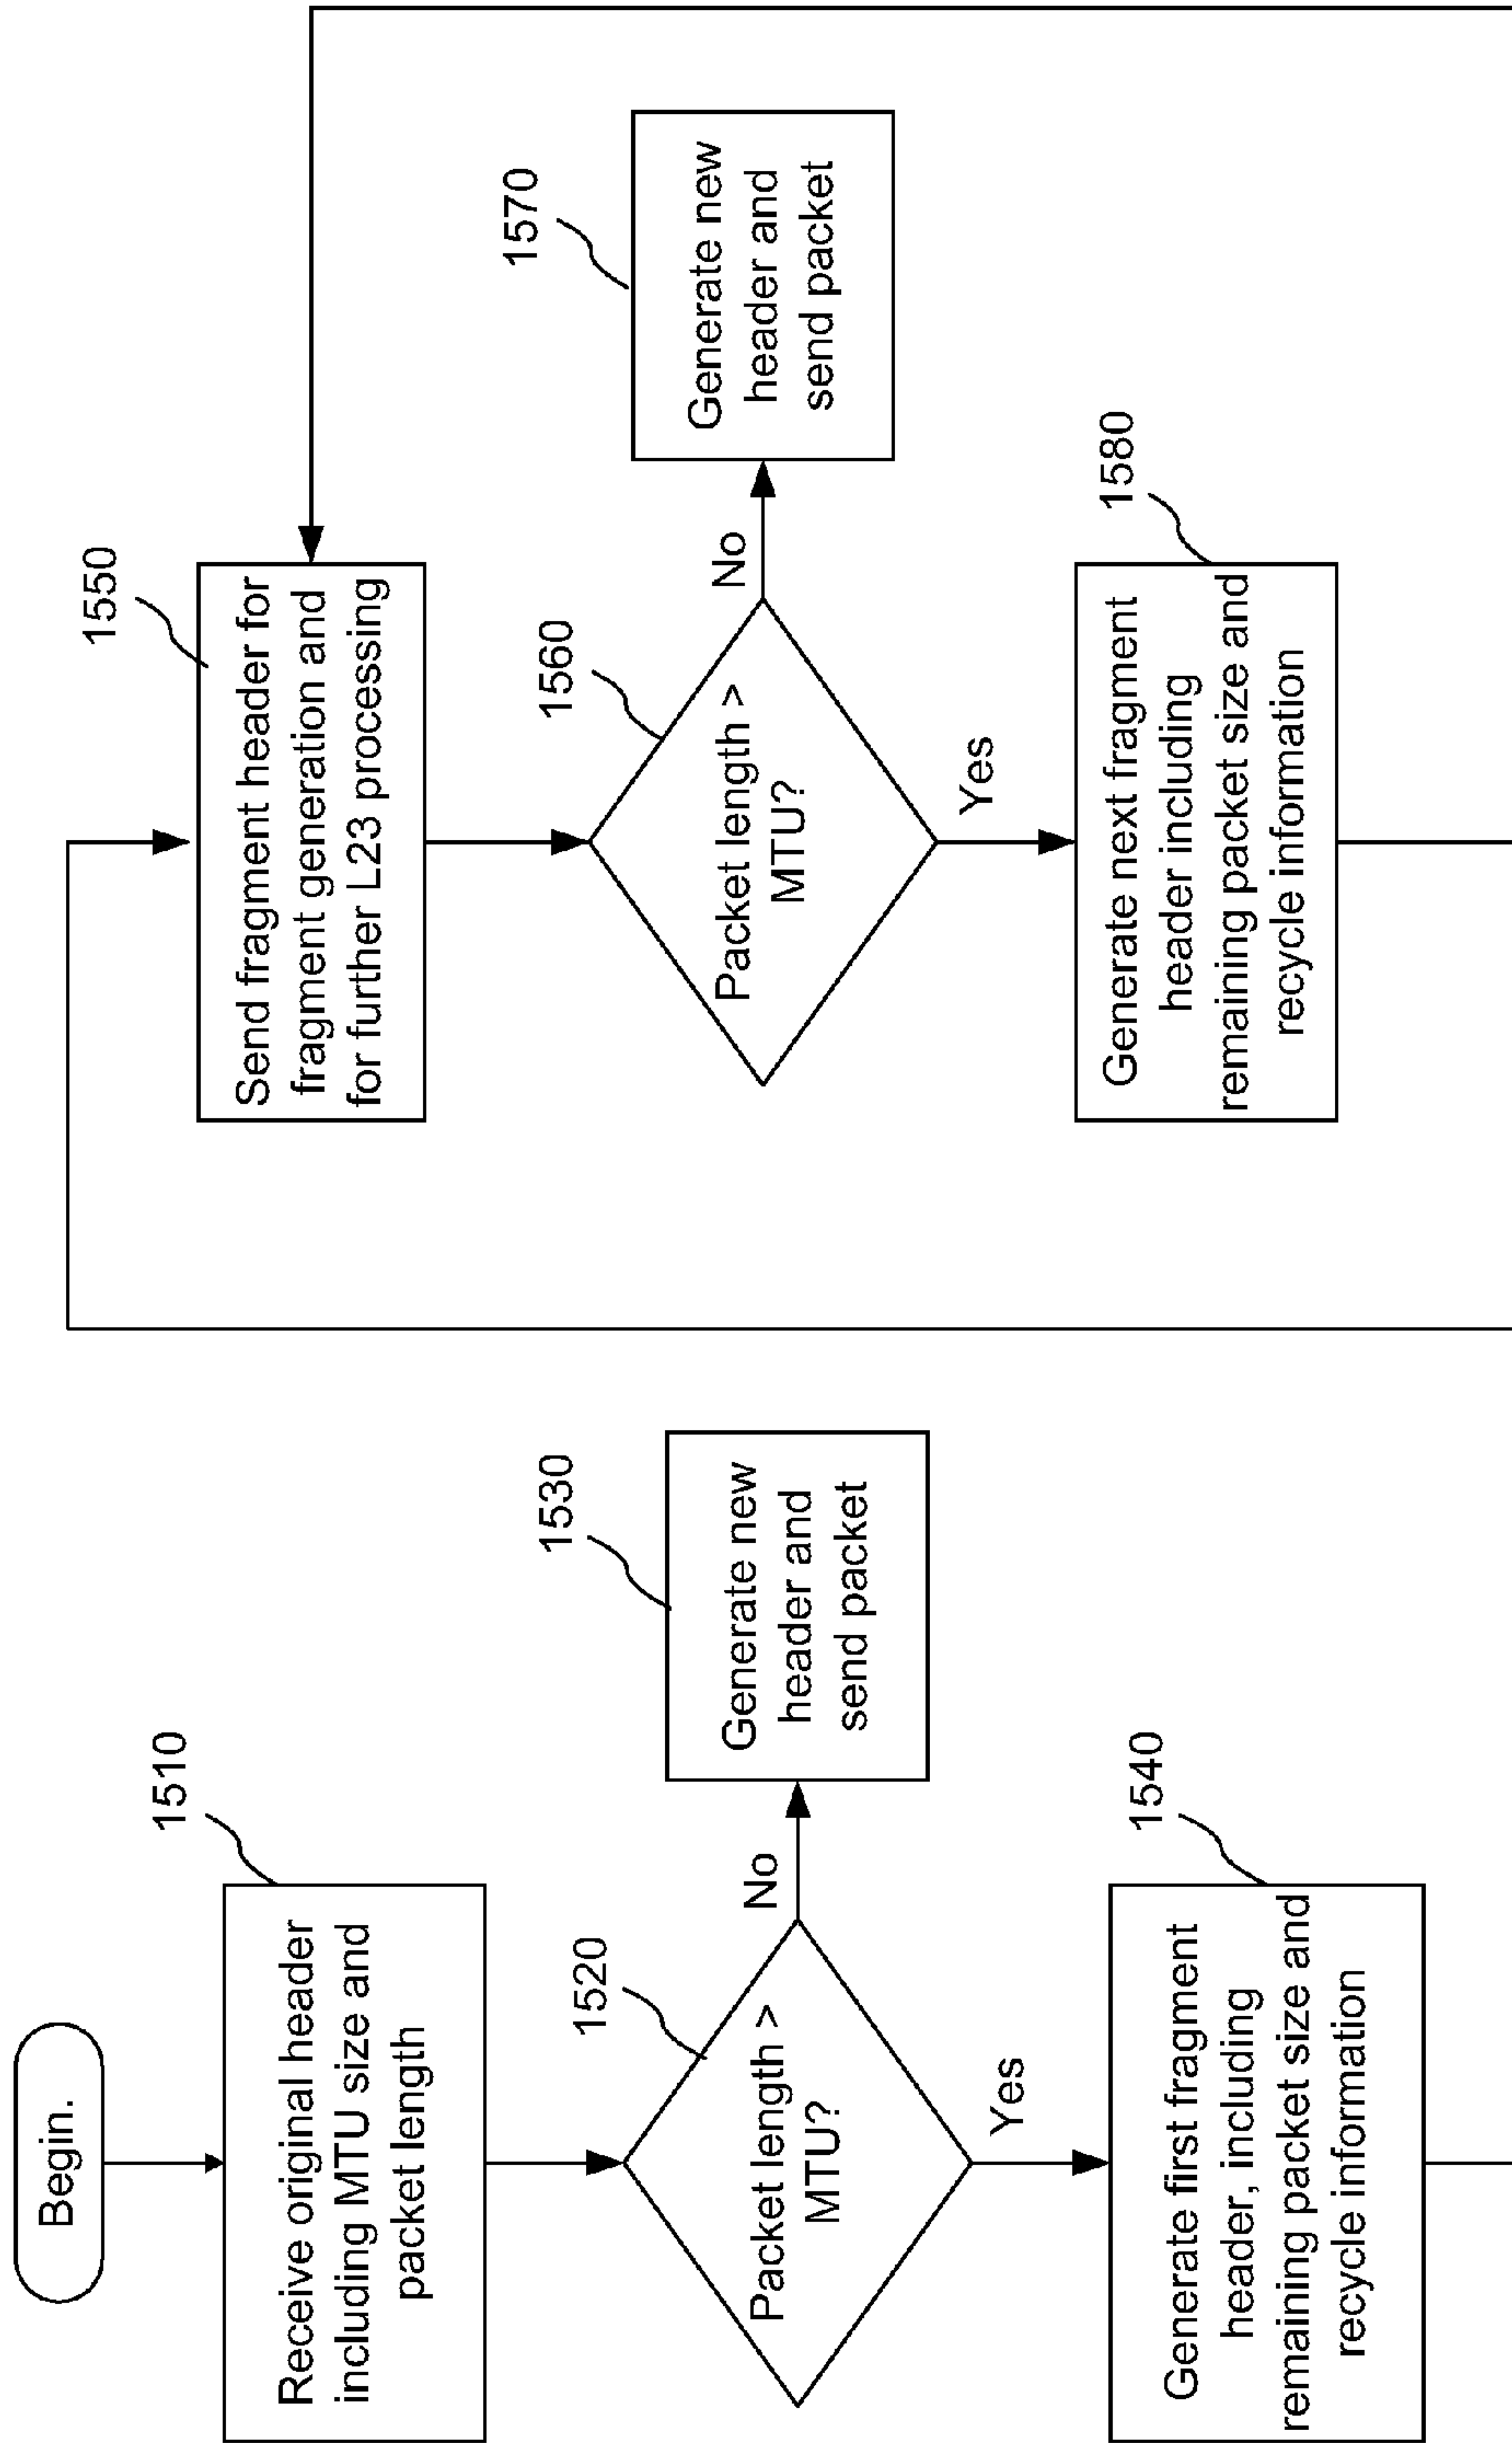 Begin.
1510
Receive original header
including MTU size and
packet length
1520
Packet length >
MTU?
No
1530
Generate new
header and
send packet
Yes
1540
Generate first fragment
header, including
remaining packet size and
recycle information
1550
Send fragment header for
fragment generation and
for further L23 processing
1560
Packet length >
MTU?
No
1570
Generate new
header and
send packet
Yes
1580
Generate next fragment
header including
remaining packet size and
recycle information